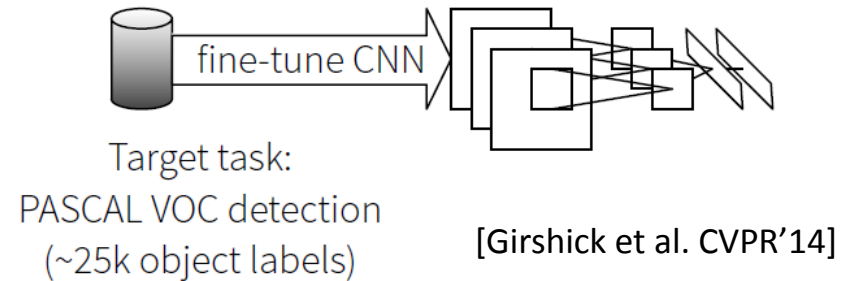 fine-tune CNN
Target task:
PASCAL VOC detection
(~25k object labels)
[Girshick et al. CVPR’14]